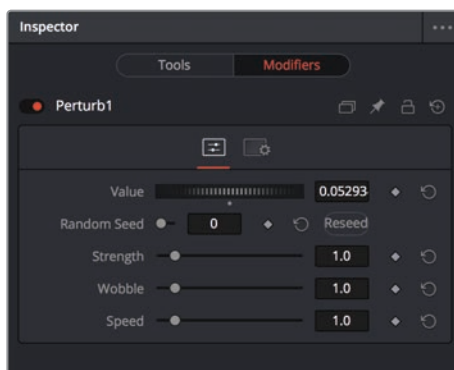 Inspector
Tools Modifiers
Perturb1
Value 0.05293
Random Seed 0 Reseed
Strength 1.0
Wobble 1.0
Speed 1.0